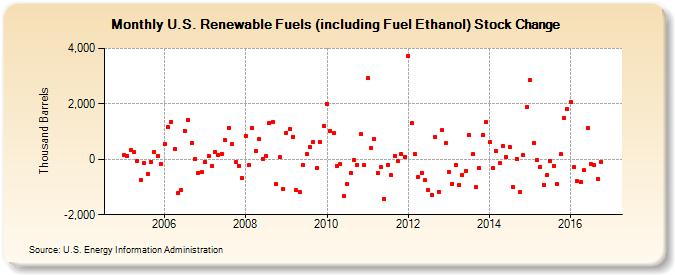 Monthly U.S. Renewable Fuels (including Fuel Ethanol) Stock Change
Thousand Barrels
4,000
2,000
0
-2,000
2006 2008 2010 2012 2014 2016
Source: U.S. Energy Information Administration